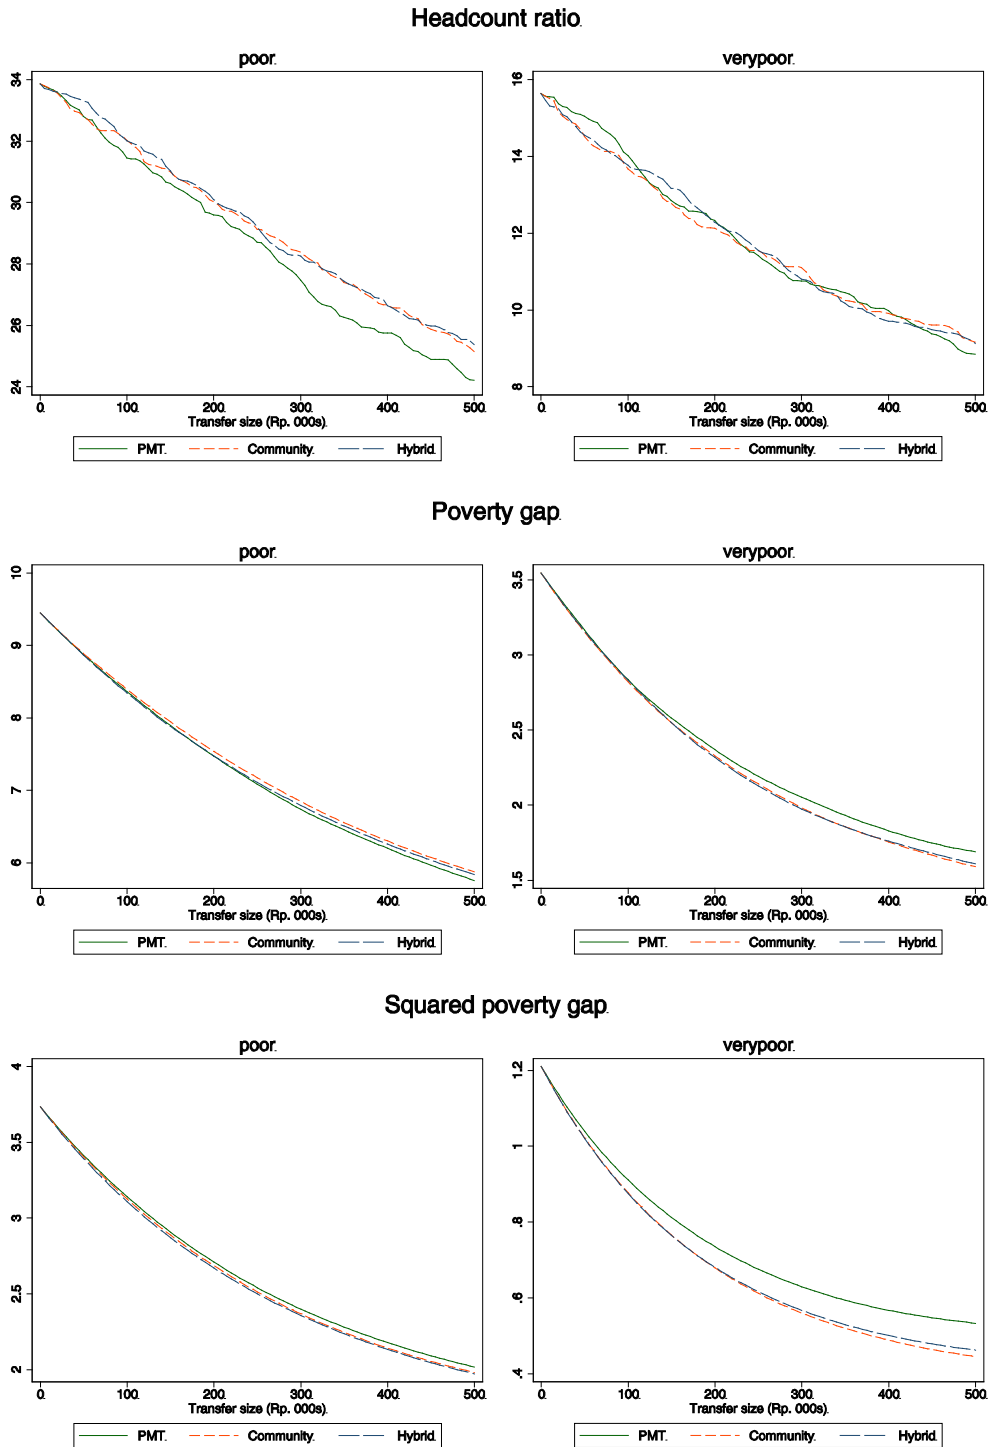 Headcount ratio.
poor. verypoor.
34 16
32 14
30 12
28 10
26 8
24
0. 100. 200. 300. 400. 500. 0. 100. 200. 300. 400. 500.
Transfer size (Rp. 000s). Transfer size (Rp. 000s).
PMT. Community. Hybrid. PMT. Community. Hybrid.
Poverty gap.
poor. verypoor.
10 3.5
9 3
8 2.5
7 2
6 1.5
0. 100. 200. 300. 400. 500. 0. 100. 200. 300. 400. 500.
Transfer size (Rp. 000s). Transfer size (Rp. 000s).
PMT. Community. Hybrid. PMT. Community. Hybrid.
Squared poverty gap.
poor. verypoor.
4 1.2
3.5 1
3 .8
2.5 .6
2 .4
0. 100. 200. 300. 400. 500. 0. 100. 200. 300. 400. 500.
Transfer size (Rp. 000s). Transfer size (Rp. 000s).
PMT. Community. Hybrid. PMT. Community. Hybrid.